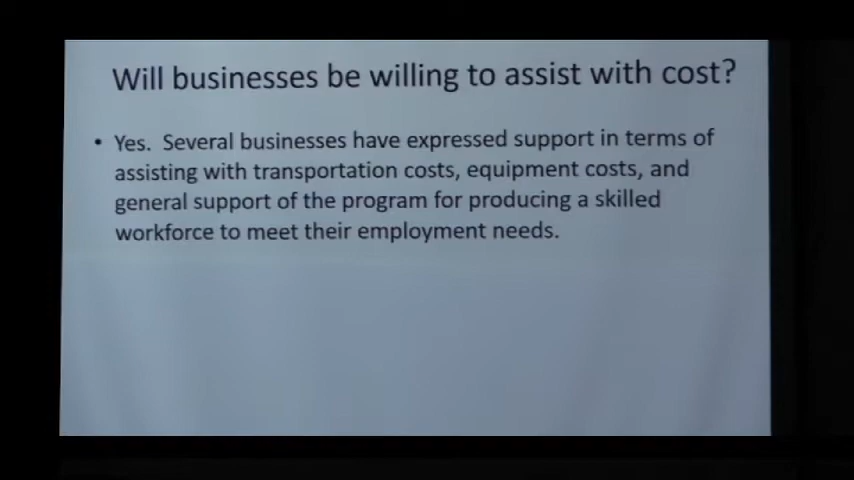 Will businesses be willing to assist with cost?
• Yes. Several businesses have expressed support in terms of
assisting with transportation costs, equipment costs, and
general support of the program for producing a skilled
workforce to meet their employment needs.